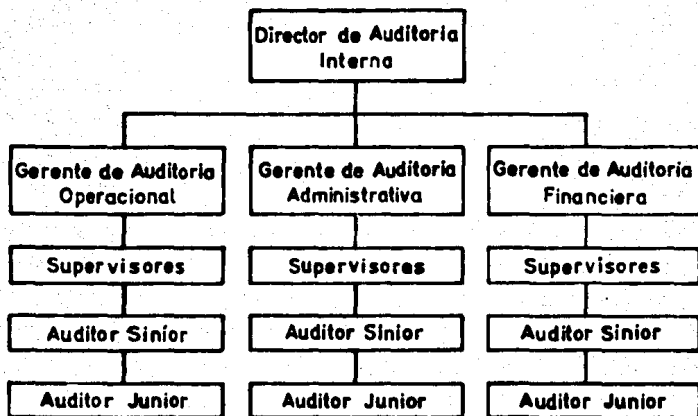 Director de Auditoria
Interna
Gerente de Auditoria
Operacional
Gerente de Auditoria
Administrativa
Gerente de Auditoria
Financiera
Supervisores
Supervisores
Supervisores
Auditor Sinior
Auditor Sinior
Auditor Sinior
Auditor Junior
Auditor Junior
Auditor Junior